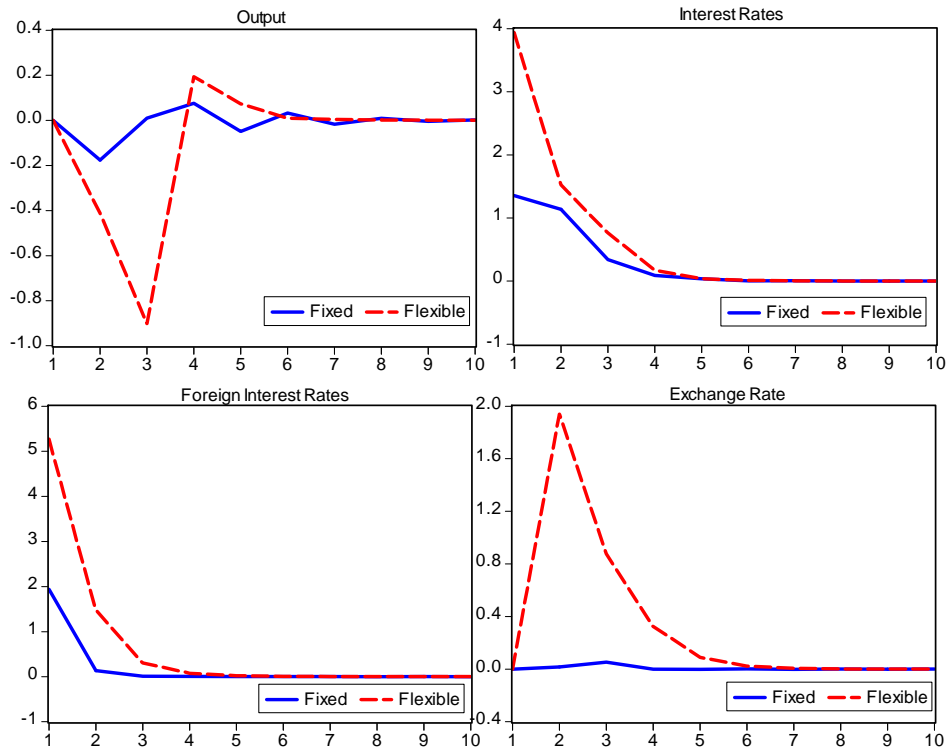 Output
0.4
0.2
0.0
-0.2
-0.4
-0.6
-0.8
-1.0
Fixed Flexible
1 2 3 4 5 6 7 8 9 10
Interest Rates
4
3
2
1
0
-1
Fixed Flexible
1 2 3 4 5 6 7 8 9 10
Foreign Interest Rates
6
5
4
3
2
1
0
-1
Fixed Flexible
1 2 3 4 5 6 7 8 9 10
Exchange Rate
2.0
1.6
1.2
0.8
0.4
0.0
-0.4
Fixed Flexible
1 2 3 4 5 6 7 8 9 10